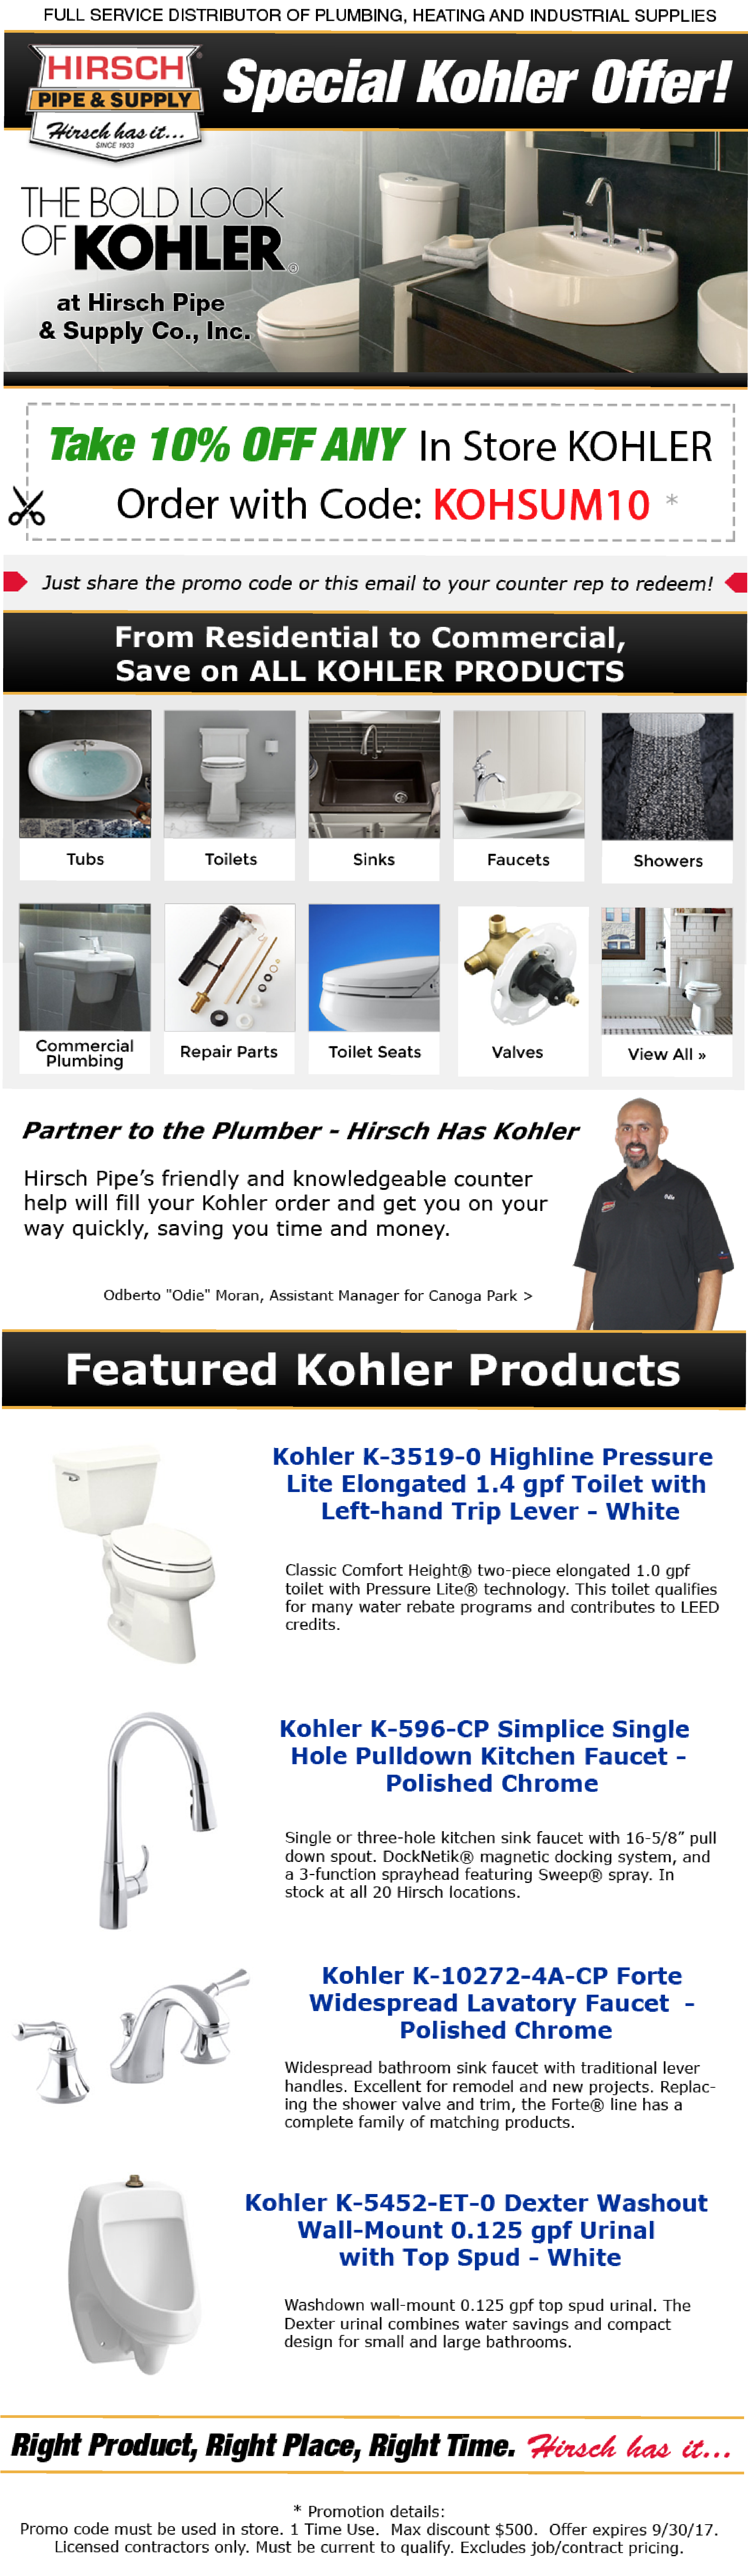 FULL SERVICE DISTRIBUTOR OF PLUMBING, HEATING AND INDUSTRIAL SUPPLIES
HIRSCH®
PIPE & SUPPLY
Hirsch has it...
SINCE 1933
Special Kohler Offer!
THE BOLD LOOK
OF KOHLER®
at Hirsch Pipe
& Supply Co., Inc.
Take 10% OFF ANY In Store KOHLER
Order with Code: KOHSUM10 *
Just share the promo code or this email to your counter rep to redeem!
From Residential to Commercial,
Save on ALL KOHLER PRODUCTS
Tubs
Toilets
Sinks
Faucets
Showers
Commercial
Plumbing
Repair Parts
Toilet Seats
Valves
View All »
Partner to the Plumber - Hirsch Has Kohler
Hirsch Pipe's friendly and knowledgeable counter
help will fill your Kohler order and get you on your
way quickly, saving you time and money.
Odberto "Odie" Moran, Assistant Manager for Canoga Park >
Featured Kohler Products
Kohler K-3519-0 Highline Pressure
Lite Elongated 1.4 gpf Toilet with
Left-hand Trip Lever - White
Classic Comfort Height® two-piece elongated 1.0 gpf
toilet with Pressure Lite® technology. This toilet qualifies
for many water rebate programs and contributes to LEED
credits.
Kohler K-596-CP Simplice Single
Hole Pulldown Kitchen Faucet -
Polished Chrome
Single or three-hole kitchen sink faucet with 16-5/8" pull
down spout. DockNetik® magnetic docking system, and
a 3-function sprayhead featuring Sweep® spray. In
stock at all 20 Hirsch locations.
Kohler K-10272-4A-CP Forte
Widespread Lavatory Faucet -
Polished Chrome
Widespread bathroom sink faucet with traditional lever
handles. Excellent for remodel and new projects. Replac-
ing the shower valve and trim, the Forte® line has a
complete family of matching products.
Kohler K-5452-ET-0 Dexter Washout
Wall-Mount 0.125 gpf Urinal
with Top Spud - White
Washdown wall-mount 0.125 gpf top spud urinal. The
Dexter urinal combines water savings and compact
design for small and large bathrooms.
Right Product, Right Place, Right Time. Hirsch has it...
* Promotion details:
Promo code must be used in store. 1 Time Use. Max discount $500. Offer expires 9/30/17.
Licensed contractors only. Must be current to qualify. Excludes job/contract pricing.